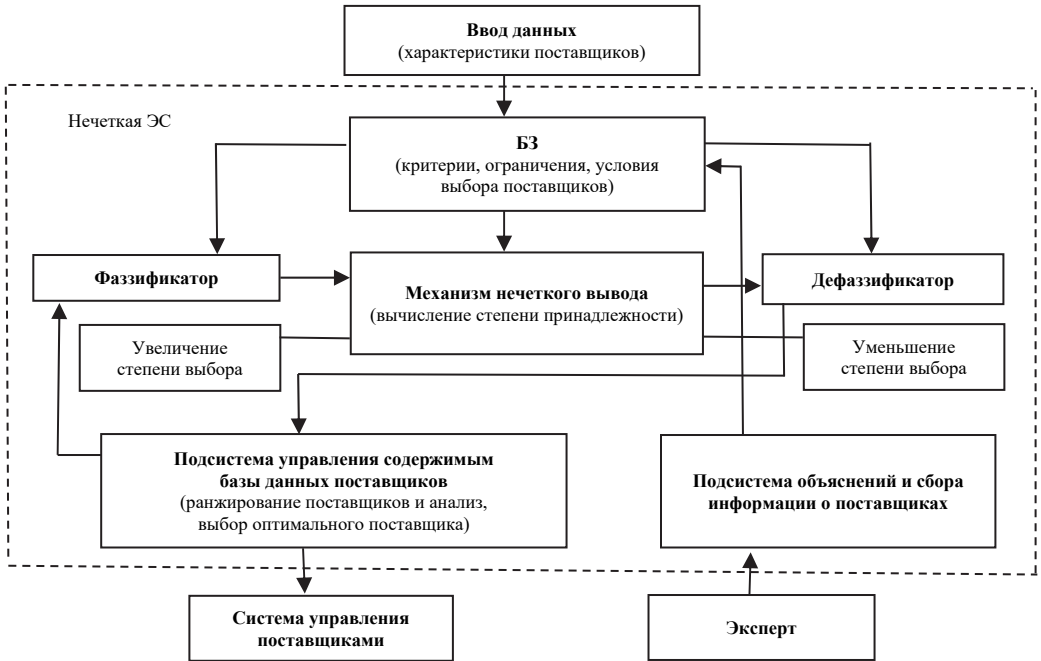 Ввод данных
(характеристики поставщиков)
Нечеткая ЭС
БЗ
(критерии, ограничения, условия
выбора поставщиков)
Фаззификатор
Механизм нечеткого вывода
(вычисление степени принадлежности)
Дефаззификатор
Увеличение
степени выбора
Уменьшение
степени выбора
Подсистема управления содержимым
базы данных поставщиков
(ранжирование поставщиков и анализ,
выбор оптимального поставщика)
Подсистема объяснений и сбора
информации о поставщиках
Система управления
поставщиками
Эксперт